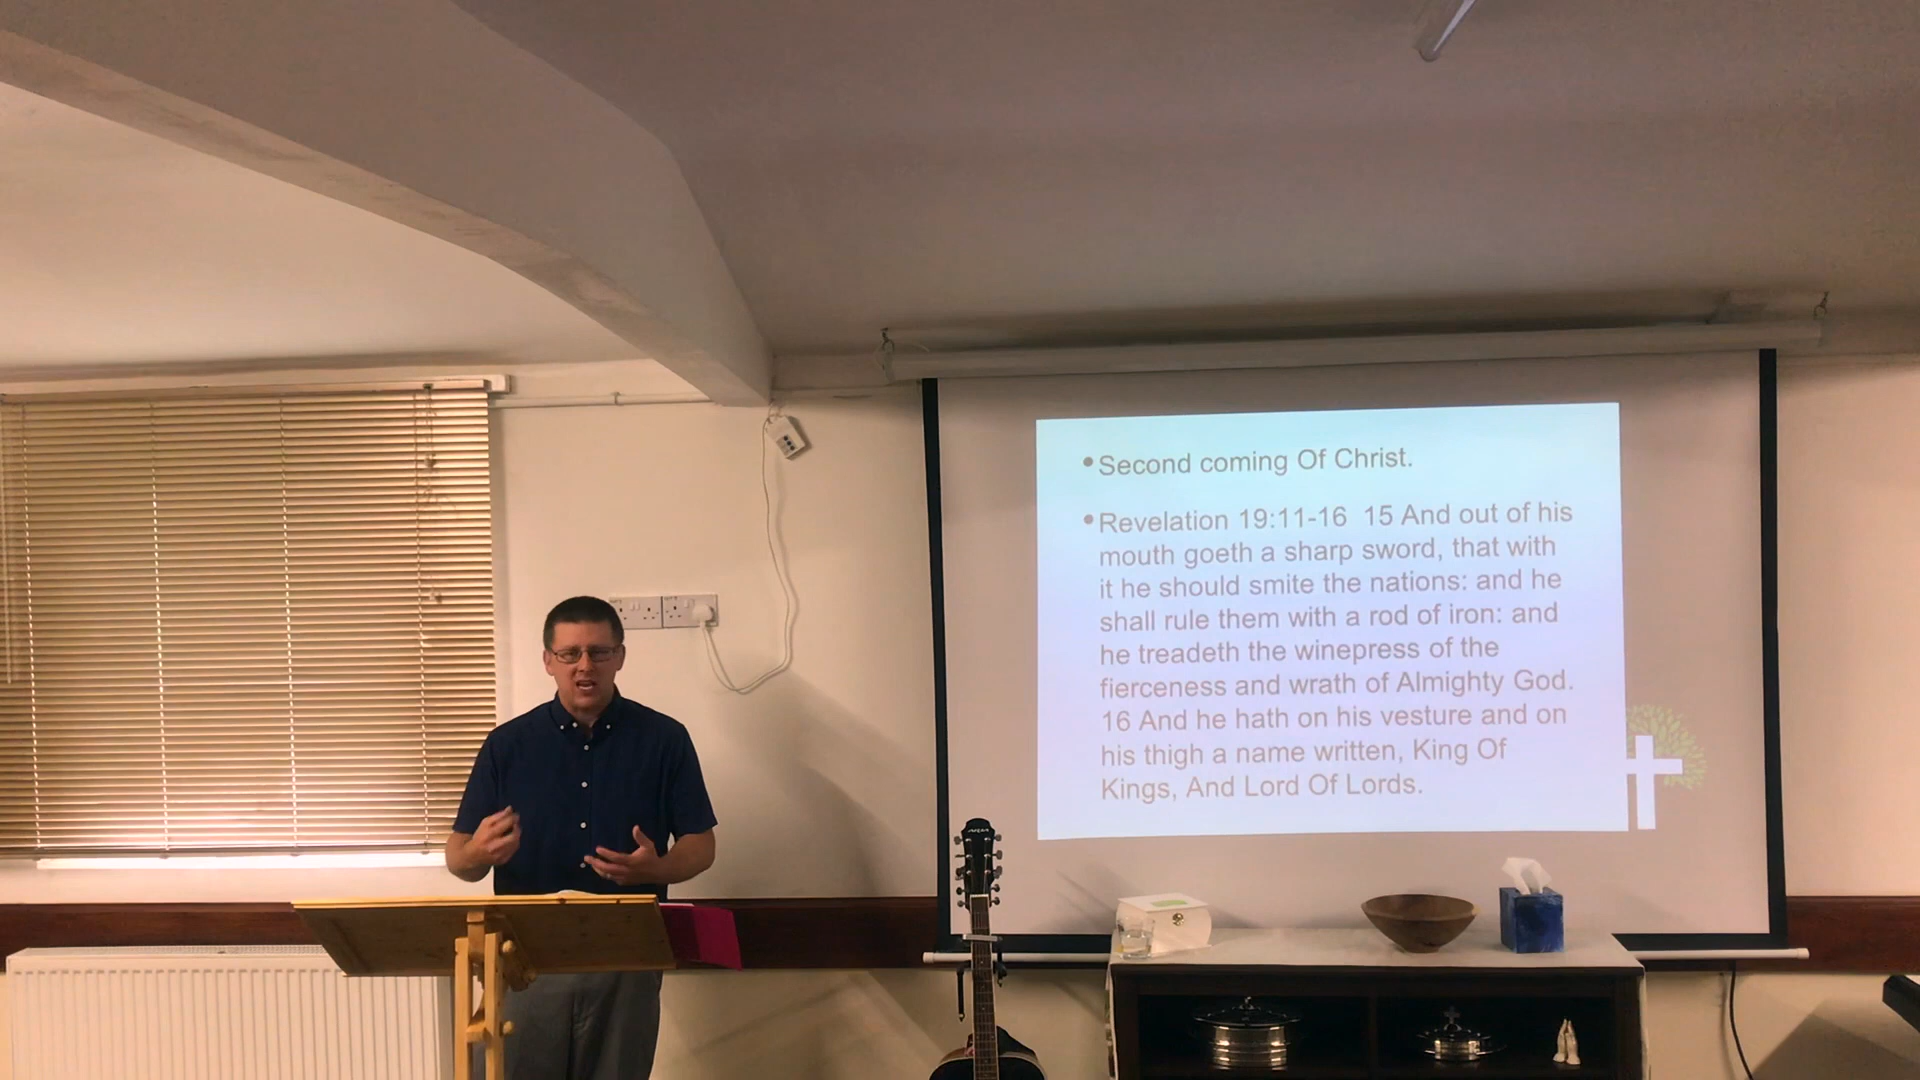 •Second coming Of Christ.
•Revelation 19:11-16 15 And out of his
mouth goeth a sharp sword, that with
it he should smite the nations: and he
shall rule them with a rod of iron: and
he treadeth the winepress of the
fierceness and wrath of Almighty God.
16 And he hath on his vesture and on
his thigh a name written, King Of
Kings, And Lord Of Lords.
ARIA